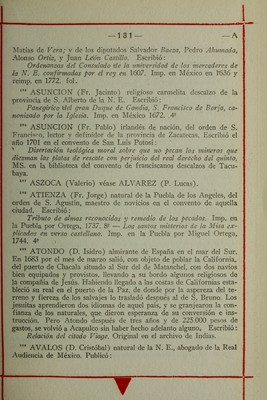 —131—
—A
Matías de Vera; y de los diputados Salvador Baeza, Pedro Ahumada,
Alonso Ortiz, y Juan León Castillo. Escribió:
Ordenanzas del Consulado de la universidad de los mercaderes de
la N. E. confirmadas por el rey en 1607. Imp. en México en 1636 y
reimp. en 1772. fol.
ASUNCION (Fr. Jacinto) religioso carmelita descalzo de la
provincia de S. Alberto de la N. E. Escribió:
Panegírico del gran Duque de Gandía, S. Francisco de Borja, ca-
nonizado por la Iglesia. Imp. en México 1672. 4º
ASUNCION (Fr. Pablo) irlandés de nación, del orden de S.
Francisco, lector y definidor de la provincia de Zacatecas. Escribió el
año 1701 en el convento de San Luis Potosí:
Disertación teológica moral sobre que no pecan los mineros que
diezman las platas de rescate con perjuicio del real derecho del quinto.
MS. en la biblioteca del convento de franciscanos descalzos de Tacu-
baya.
ASZOCA (Valerio) véase ALVAREZ (P. Lucas).
ATIENZA (Fr. Jorge) natural de la Puebla de los Angeles, del
orden de S. Agustín, maestro de novicios en el convento de aquella
ciudad. Escribió:
Tributo de almas reconocidas y remedio de los pecados. Imp. en
la Puebla por Ortega, 1737. 8º — Los santos misterios de la Misa ex-
plicados en verso castellano. Imp. en la Puebla por Miguel Ortega,
1744. 4º
ATONDO (D. Isidro) almirante de España en el mar del Sur.
En 1683 por el mes de marzo salió, con objeto de poblar la California,
del puerto de Chacala situado al Sur del de Matanchel, con dos navíos
bien equipados y provistos, llevando a su bordo algunos religiosos de
la compañía de Jesús. Habiendo llegado a las costas de Californias esta-
bleció su real en el puerto de la Paz, de donde por la aspereza del te-
rreno y fiereza de los salvajes lo trasladó después al de S. Bruno. Los
jesuitas aprendieron dos idiomas de aquel país, y se granjearon la con-
fianza de los naturales, que dieron esperanza de su conversión e ins-
trucción. Pero Atondo después de tres años y de 225.000 pesos de
gastos, se volvió a Acapulco sin haber hecho adelanto alguno. Escribió:
Relación del citado Viage. Original en el archivo de Indias.
AVALOS (D. Cristóbal) natural de la N. E., abogado de la Real
Audiencia de México. Publicó: